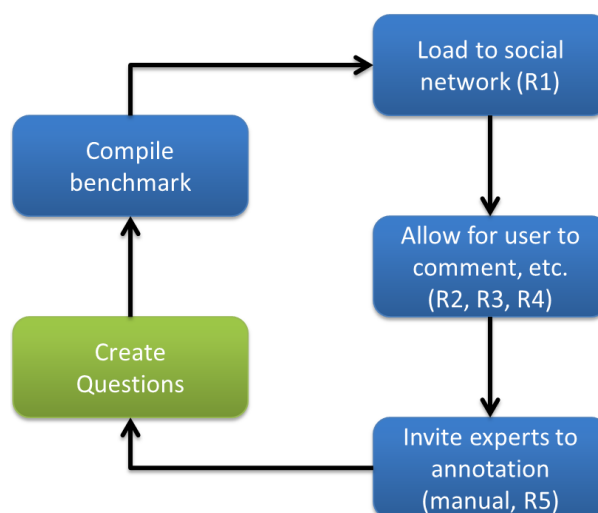 Load to social
network (R1)
Compile
benchmark
Allow for user to
comment, etc.
(R2, R3, R4)
Create
Questions
Invite experts to
annotation
(manual, R5)